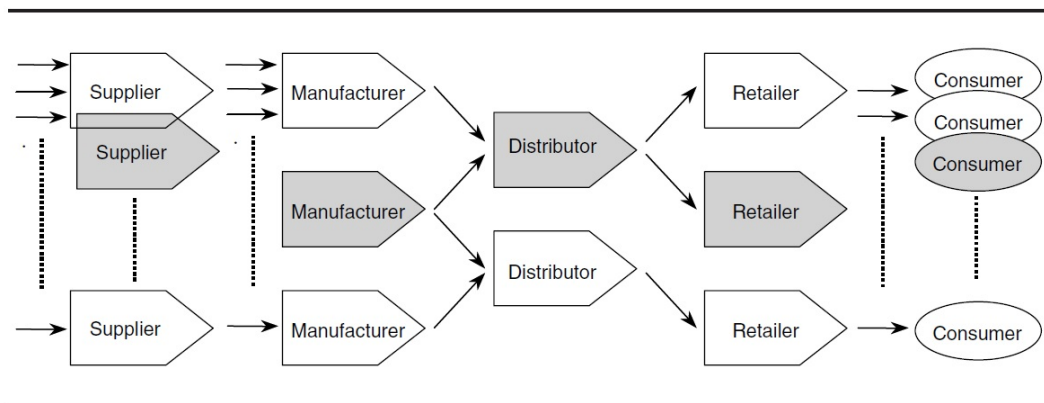 Supplier
Supplier
Supplier
Manufacturer
Manufacturer
Manufacturer
Distributor
Distributor
Retailer
Retailer
Retailer
Consumer
Consumer
Consumer
Consumer